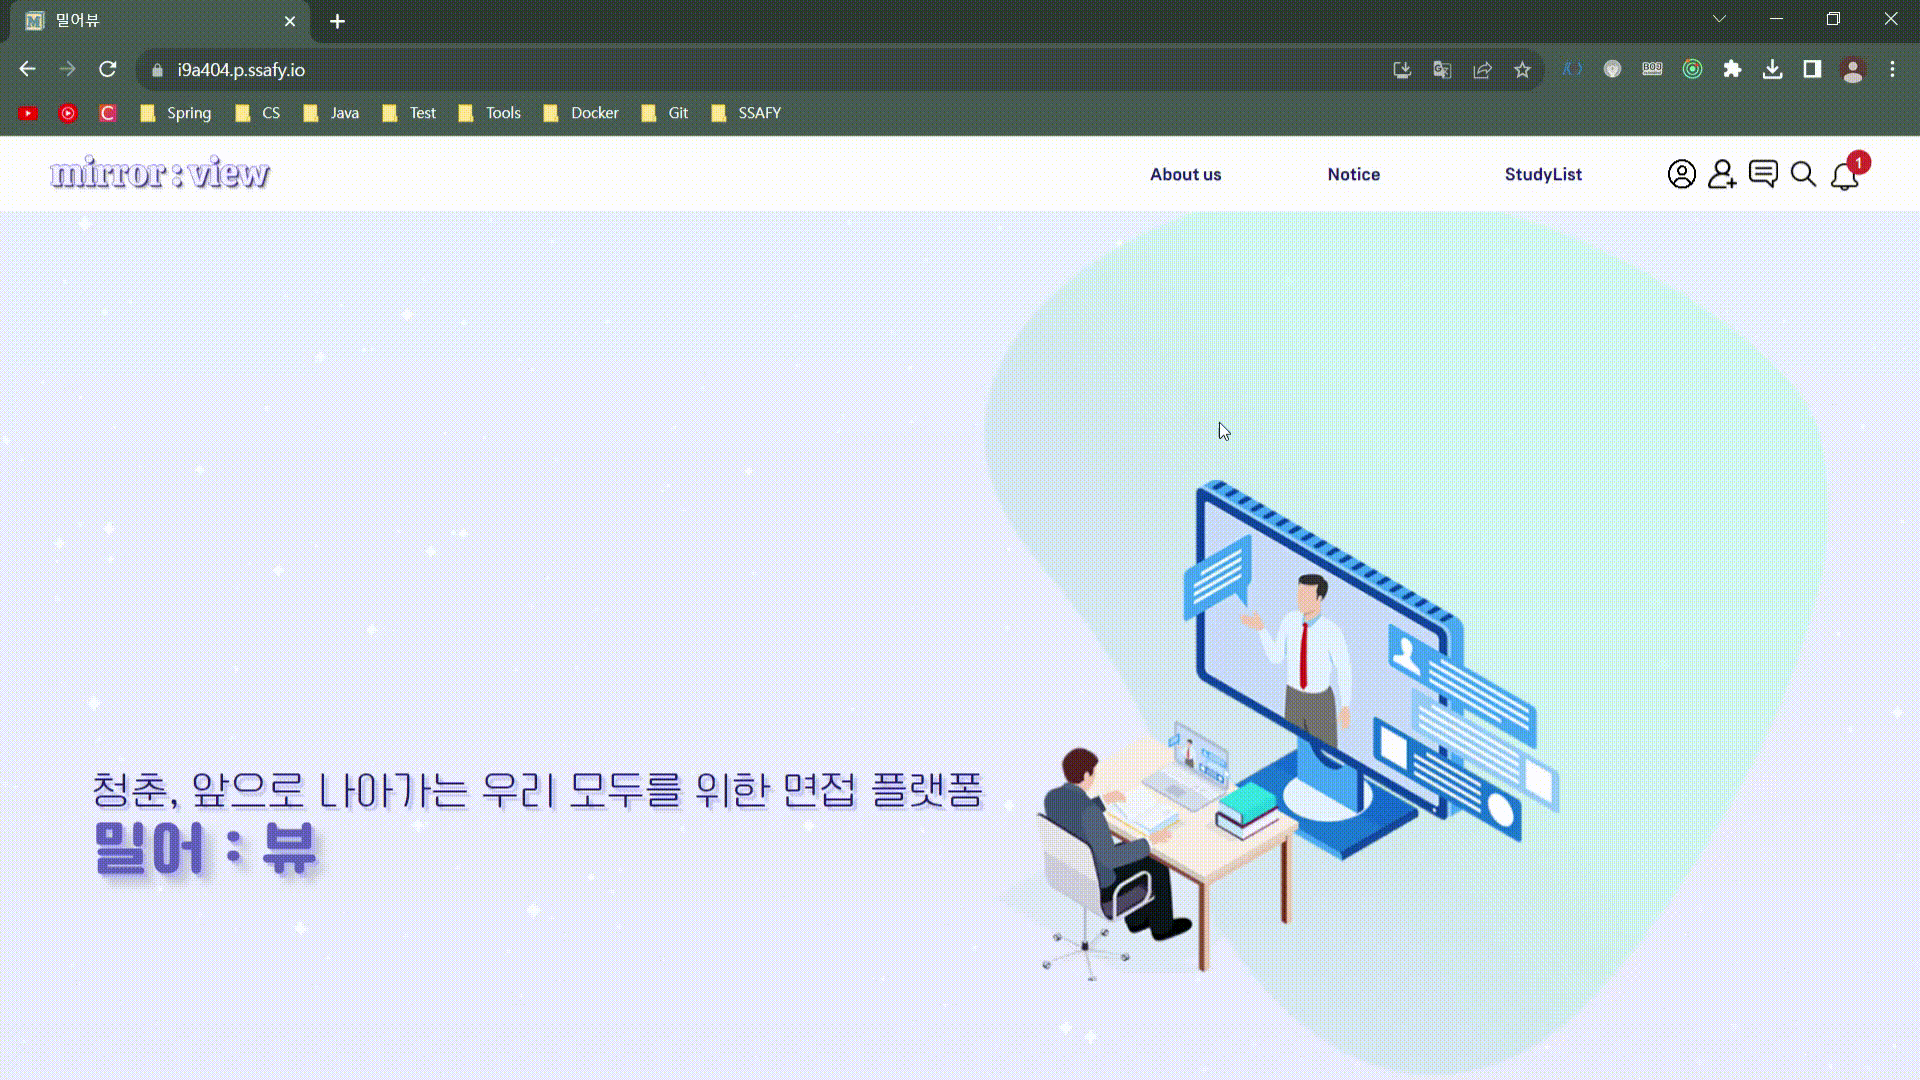 밀어뷰
i9a404.p.ssafy.io
Spring CS Java Test Tools Docker Git SSAFY
mirror : view
About us Notice StudyList 1
청춘, 앞으로 나아가는 우리 모두를 위한 면접 플랫폼
밀어 : 뷰